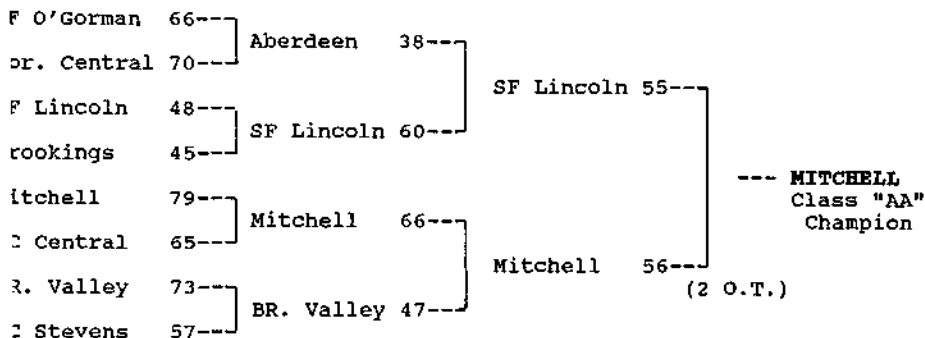 F O'Gorman 66---
Aberdeen 38---
or. Central 70---
SF Lincoln 55---
F Lincoln 48---
SF Lincoln 60---
rookings 45---
--- MITCHELL
itchell 79---
Class "AA"
Mitchell 66---
Champion
C Central 65---
Mitchell 56---
R. Valley 73---
(2 O.T.)
BR. Valley 47---
C Stevens 57---